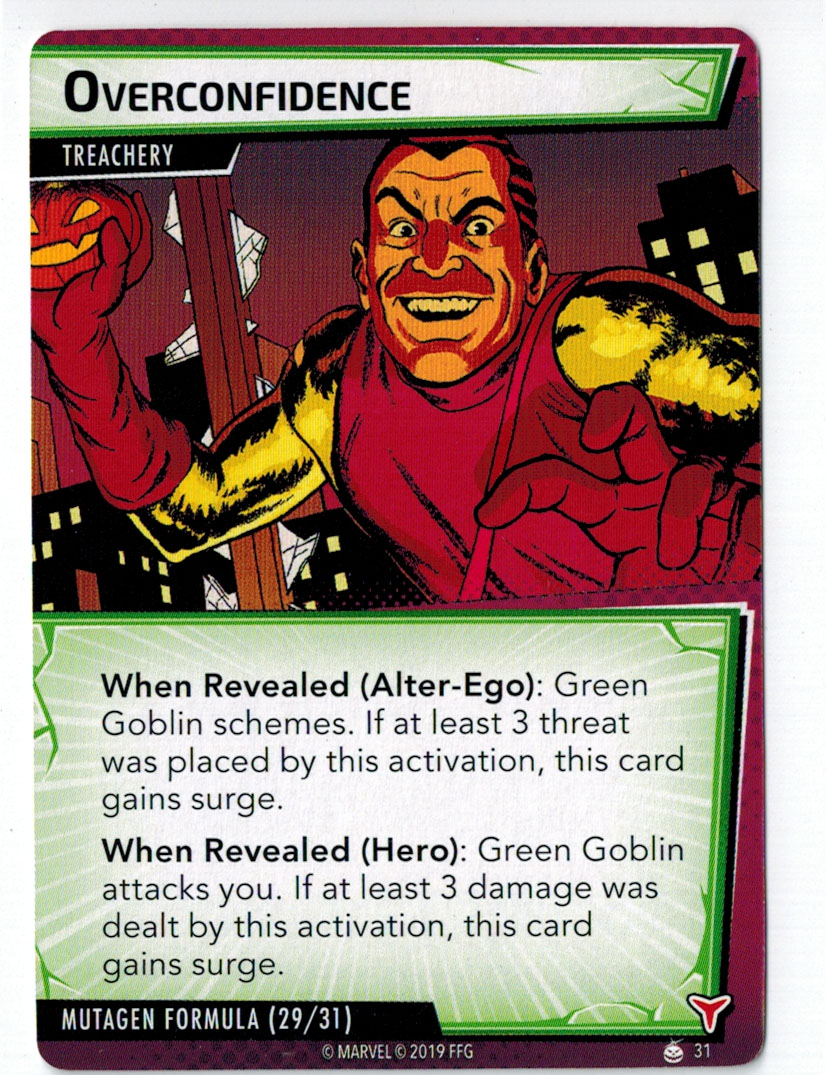 OVERCONFIDENCE
TREACHERY
When Revealed (Alter-Ego): Green
Goblin schemes. If at least 3 threat
was placed by this activation, this card
gains surge.
When Revealed (Hero): Green Goblin
attacks you. If at least 3 damage was
dealt by this activation, this card
gains surge.
MUTAGEN FORMULA (29/31)
© MARVEL © 2019 FFG
31